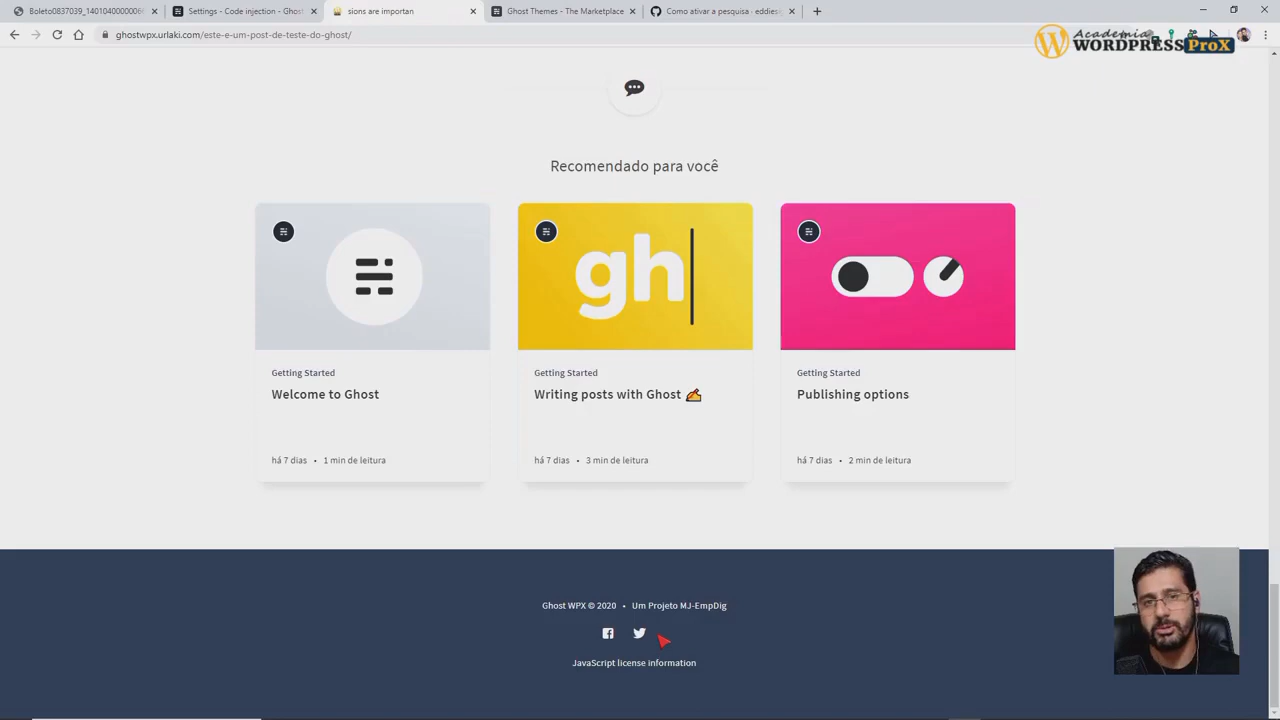 Boleto0837039_14010400000006
Settings - Code injection - Ghost
sions are importan
Ghost Themes - The Marketplace
Como ativar a pesquisa · eddiesig
ghostwpx.urlaki.com/este-e-um-post-de-teste-do-ghost/
Academia
WORDPRESS ProX
Recomendado para você
gh
Getting Started
Welcome to Ghost
há 7 dias • 1 min de leitura
Getting Started
Writing posts with Ghost ✍️
há 7 dias • 3 min de leitura
Getting Started
Publishing options
há 7 dias • 2 min de leitura
Ghost WPX © 2020 • Um Projeto MJ-EmpDig
JavaScript license information